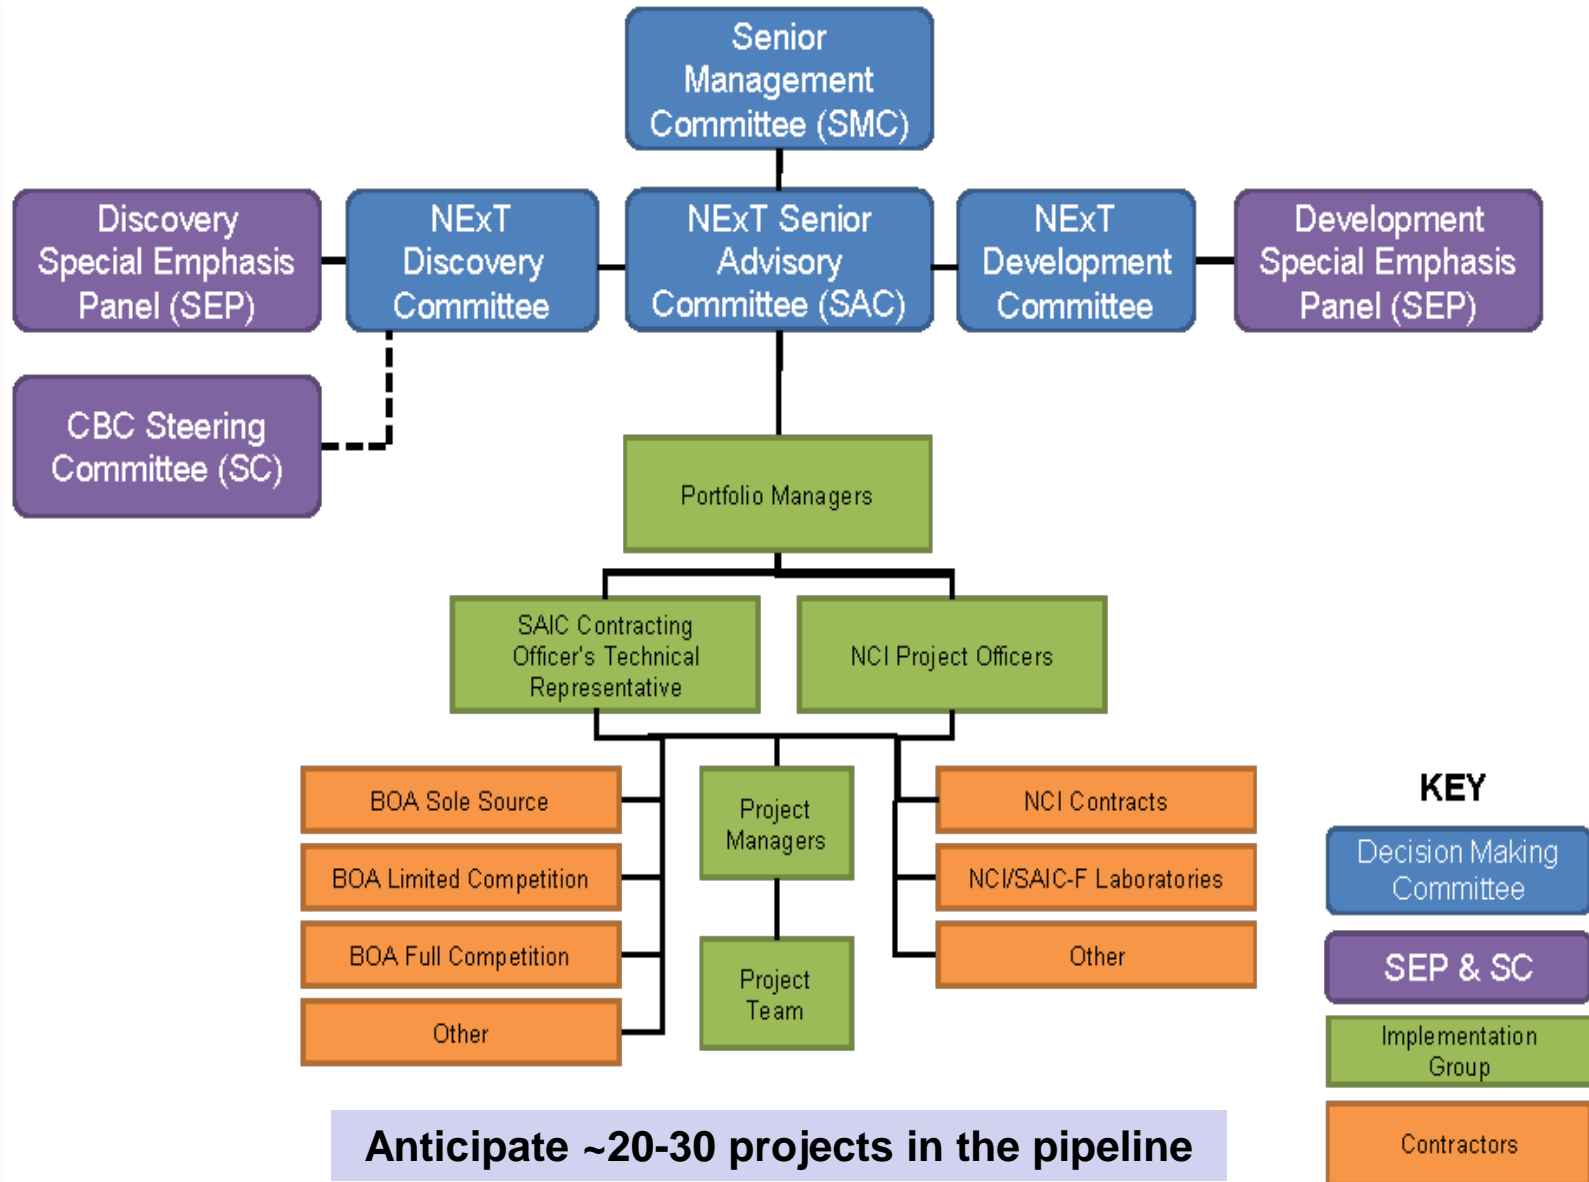 Senior
Management
Committee (SMC)
Discovery
Special Emphasis
Panel (SEP)
NExT
Discovery
Committee
NExT Senior
Advisory
Committee (SAC)
NExT
Development
Committee
Development
Special Emphasis
Panel (SEP)
CBC Steering
Committee (SC)
Portfolio Managers
SAIC Contracting
Officer's Technical
Representative
NCI Project Officers
BOA Sole Source
BOA Limited Competition
BOA Full Competition
Other
Project
Managers
Project
Team
NCI Contracts
NCI/SAIC-F Laboratories
Other
KEY
Decision Making
Committee
SEP & SC
Implementation
Group
Contractors
Anticipate ~20-30 projects in the pipeline